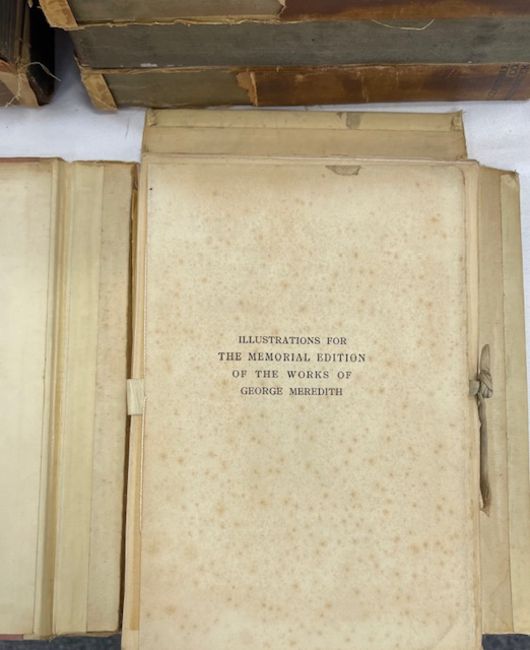 ILLUSTRATIONS FOR
THE MEMORIAL EDITION
OF THE WORKS OF
GEORGE MEREDITH